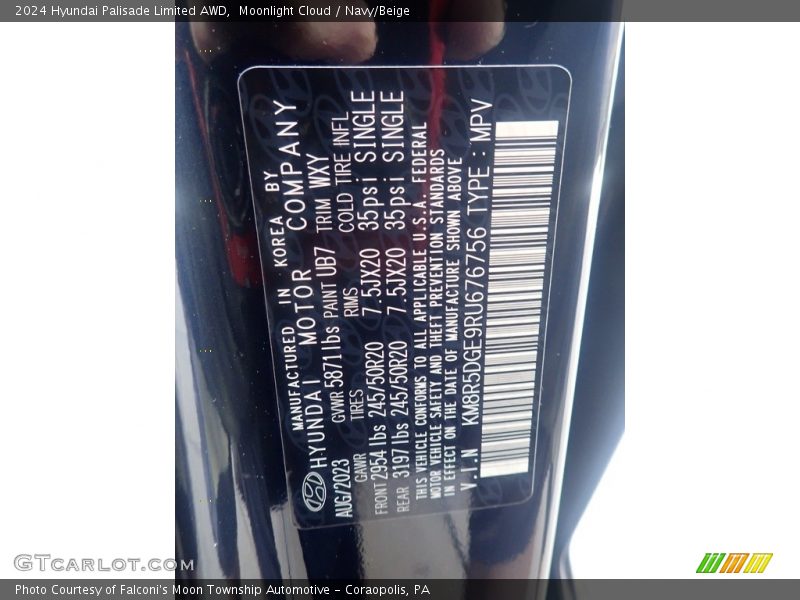 2024 Hyundai Palisade Limited AWD,  Moonlight Cloud / Navy/Beige
MANUFACTURED IN KOREA BY
HYUNDAI MOTOR COMPANY
AUG/2023 GVWR 5871lbs PAINT UB7 TRIM WXY
GAWR TIRES RIMS COLD TIRE INFL
FRONT 2954 lbs 245/50R20 7.5JX20 35psi SINGLE
REAR 3197 lbs 245/50R20 7.5JX20 35psi SINGLE
THIS VEHICLE CONFORMS TO ALL APPLICABLE U.S.A. FEDERAL
MOTOR VEHICLE SAFETY AND THEFT PREVENTION STANDARDS
IN EFFECT ON THE DATE OF MANUFACTURE SHOWN ABOVE
V.I.N KM8R5DGE9RU676756 TYPE : MPV
GTcarlot.com
Photo Courtesy of Falconi's Moon Township Automotive - Coraopolis, PA